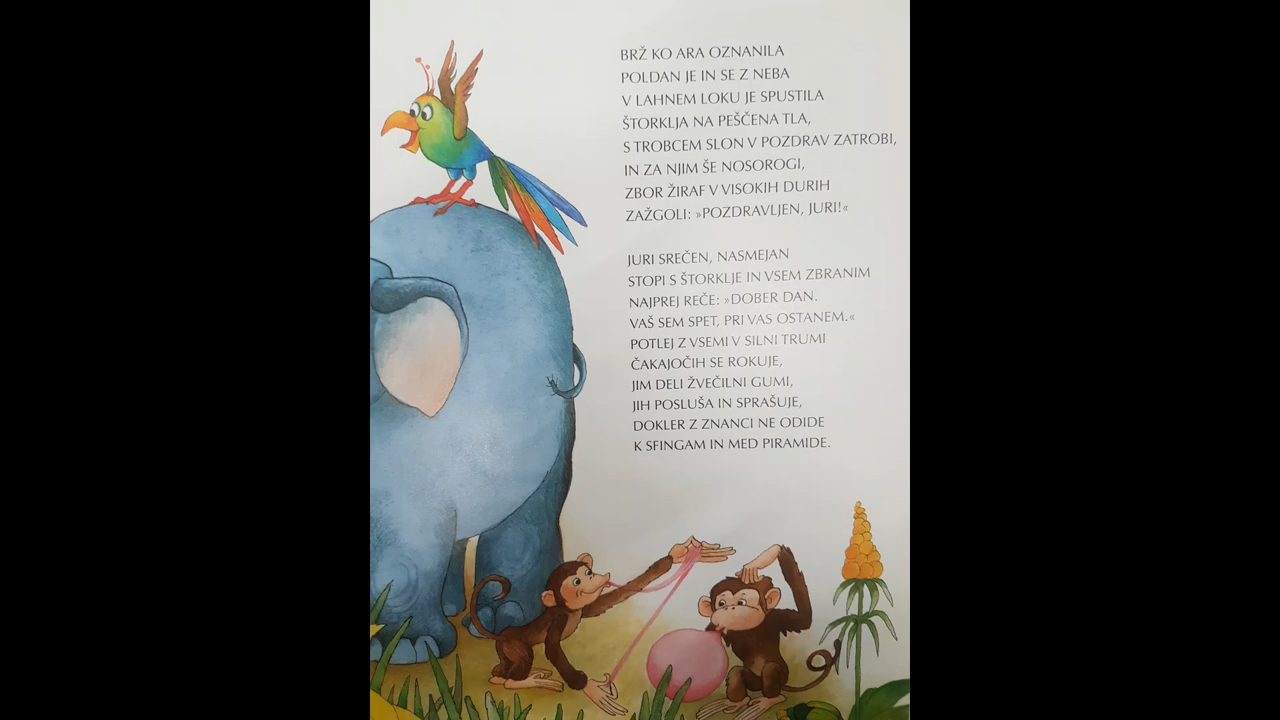 BRŽ KO ARA OZNANILA
POLDAN JE IN SE Z NEBA
V LAHNEM LOKU JE SPUSTILA
ŠTORKLJA NA PEŠČENA TLA,
S TROBCEM SLON V POZDRAV ZATROBI,
IN ZA NJIM ŠE NOSOROGI,
ZBOR ŽIRAF V VISOKIH DURIH
ZAŽGOLI: »POZDRAVLJEN, JURI!«
JURI SREČEN, NASMEJAN
STOPI S ŠTORKLJE IN VSEM ZBRANIM
NAJPREJ REČE: »DOBER DAN.
VAŠ SEM SPET, PRI VAS OSTANEM.«
POTLEJ Z VSEMI V SILNI TRUMI
ČAKAJOČIH SE ROKUJE,
JIM DELI ŽVEČILNI GUMI,
JIH POSLUŠA IN SPRAŠUJE,
DOKLER Z ZNANCI NE ODIDE
K SFINGAM IN MED PIRAMIDE.